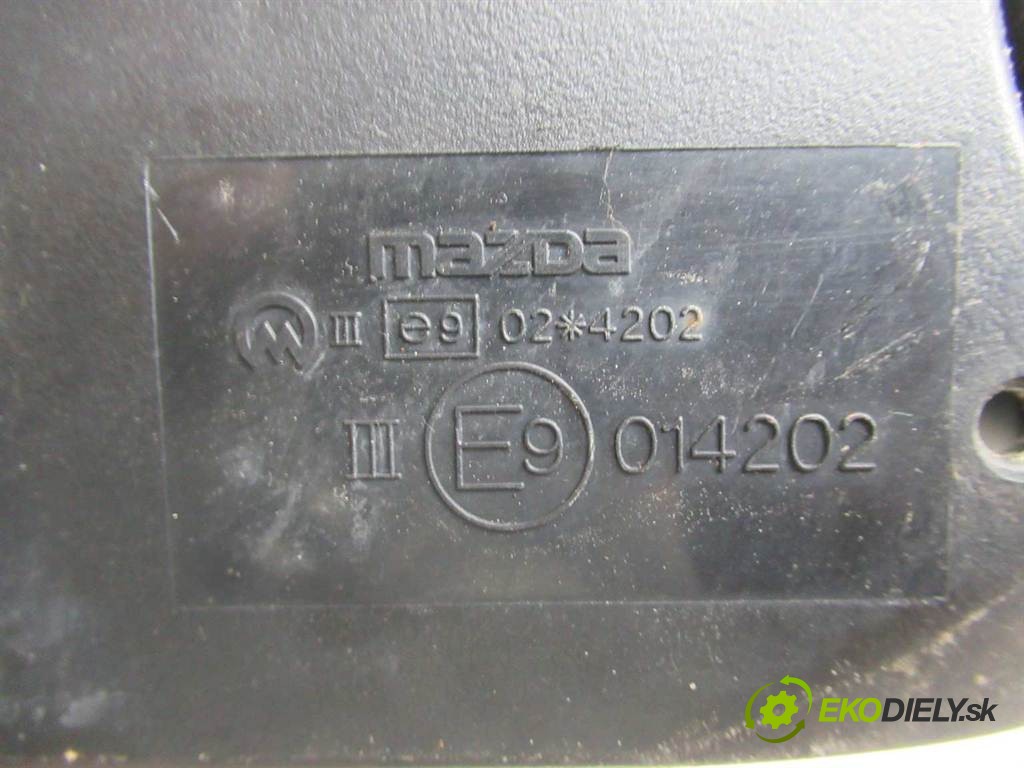 mazda
M III e9 02*4202
III E9 014202
EKODIELY.sk